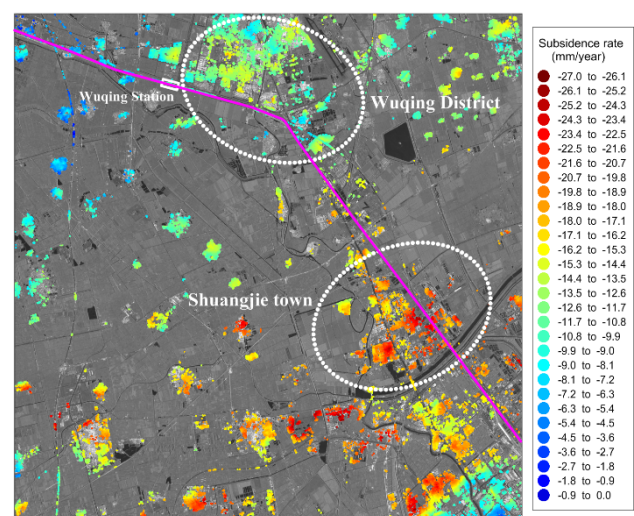 Wuqing Station
Wuqing District
Shuangjie town
Subsidence rate
(mm/year)
-27.0 to -26.1
-26.1 to -25.2
-25.2 to -24.3
-24.3 to -23.4
-23.4 to -22.5
-22.5 to -21.6
-21.6 to -20.7
-20.7 to -19.8
-19.8 to -18.9
-18.9 to -18.0
-18.0 to -17.1
-17.1 to -16.2
-16.2 to -15.3
-15.3 to -14.4
-14.4 to -13.5
-13.5 to -12.6
-12.6 to -11.7
-11.7 to -10.8
-10.8 to -9.9
-9.9 to -9.0
-9.0 to -8.1
-8.1 to -7.2
-7.2 to -6.3
-6.3 to -5.4
-5.4 to -4.5
-4.5 to -3.6
-3.6 to -2.7
-2.7 to -1.8
-1.8 to -0.9
-0.9 to 0.0